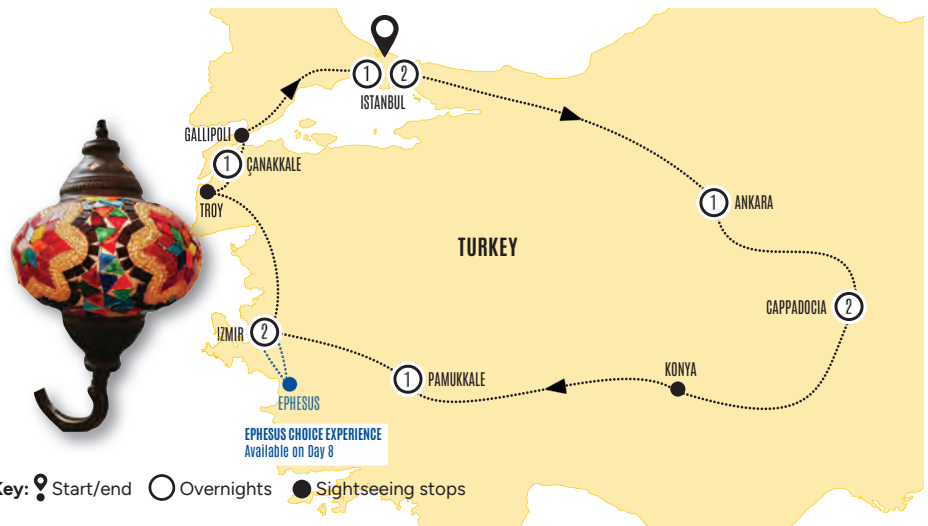 1
2
ISTANBUL
GALLIPOLI
1
ÇANAKKALE
TROY
1
ANKARA
TURKEY
CAPPADOCIA
2
IZMIR
2
KONYA
1
PAMUKKALE
EPHESUS
EPHESUS CHOICE EXPERIENCE
Available on Day 8
Key: Start/end Overnights Sightseeing stops